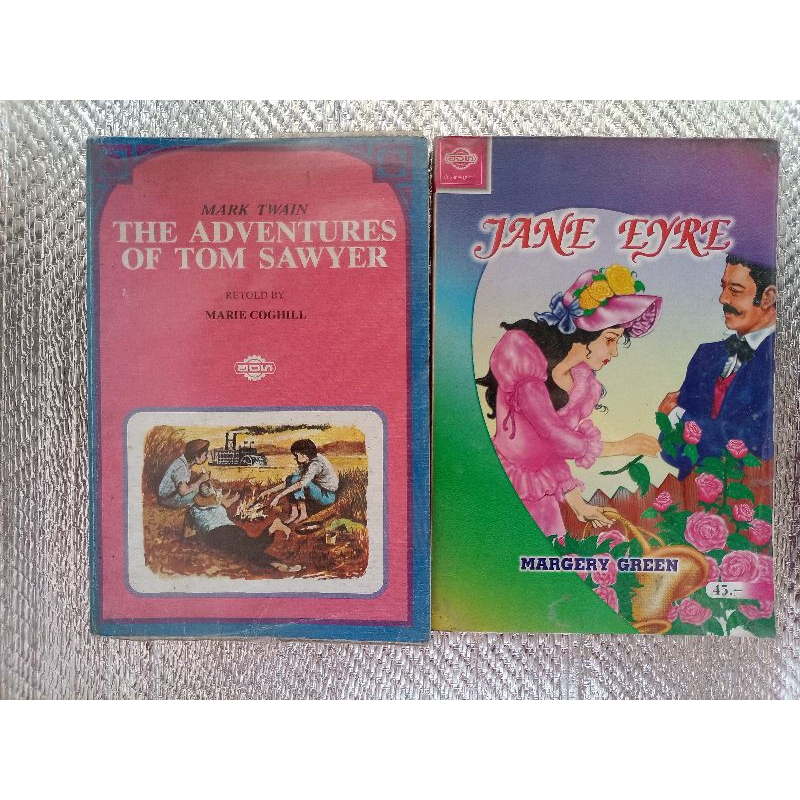 MARK TWAIN
THE ADVENTURES
OF TOM SAWYER
RETOLD BY
MARIE COGHILL
JANE EYRE
MARGERY GREEN
45.-